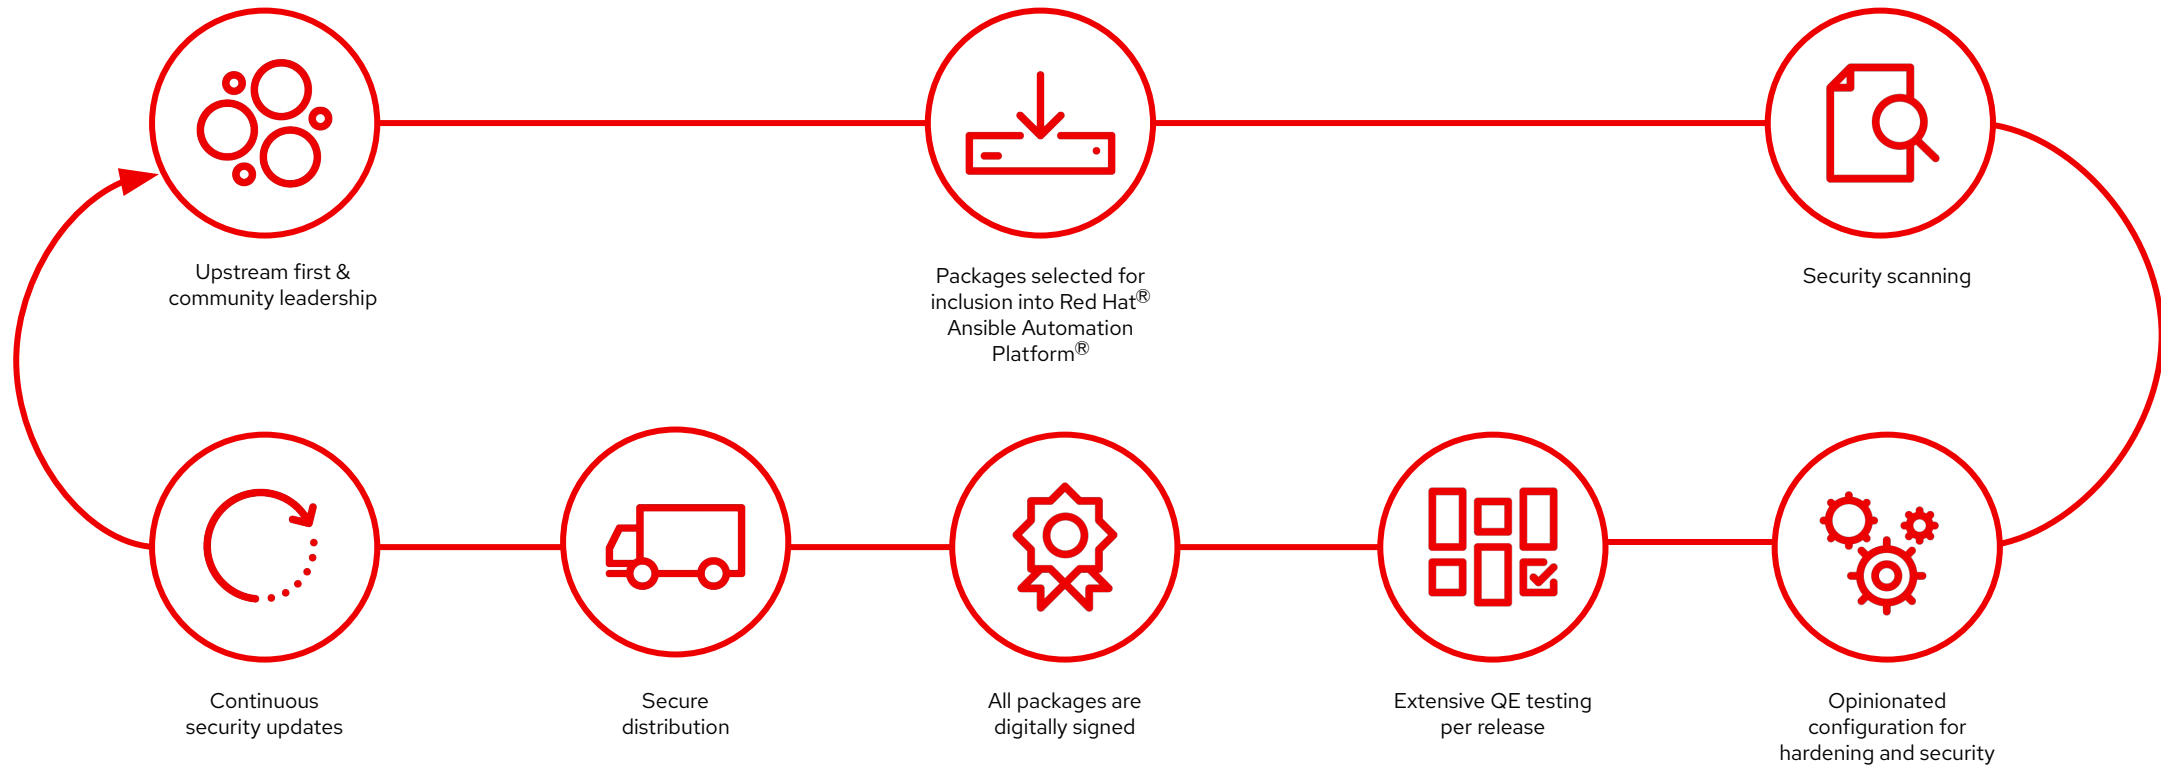 Upstream first &
community leadership
Packages selected for
inclusion into Red Hat®
Ansible Automation
Platform®
Security scanning
Continuous
security updates
Secure
distribution
All packages are
digitally signed
Extensive QE testing
per release
Opinionated
configuration for
hardening and security